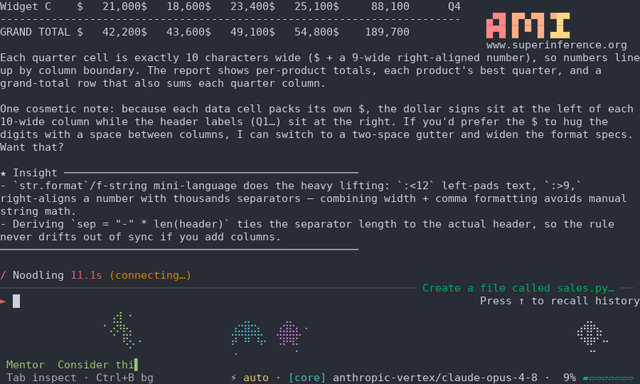 Widget C    $   21,000$   18,600$   23,400$   25,100$     88,100      Q4
----------------------------------------------------------------------
GRAND TOTAL $   42,200$   43,600$   49,100$   54,800$    189,700
AMI
www.superinference.org
Each quarter cell is exactly 10 characters wide ($ + a 9-wide right-aligned number), so numbers line
up by column boundary. The report shows per-product totals, each product's best quarter, and a
grand-total row that also sums each quarter column.
One cosmetic note: because each data cell packs its own $, the dollar signs sit at the left of each
10-wide column while the header labels (Q1…) sit at the right. If you'd prefer the $ to hug the
digits with a space between columns, I can switch to a two-space gutter and widen the format specs.
Want that?
★ Insight ─────────────────────────────────────────────
- `str.format`/f-string mini-language does the heavy lifting: `:<12` left-pads text, `:>9,`
right-aligns a number with thousands separators — combining width + comma formatting avoids manual
string math.
- Deriving `sep = "-" * len(header)` ties the separator length to the actual header, so the rule
never drifts out of sync if you add columns.
/ Noodling 11.1s (connecting…)
Create a file called sales.py…
Press ↑ to recall history
Mentor  Consider thi
Tab inspect · Ctrl+B bg
⚡ auto · [core] anthropic-vertex/claude-opus-4-8 ·  9%